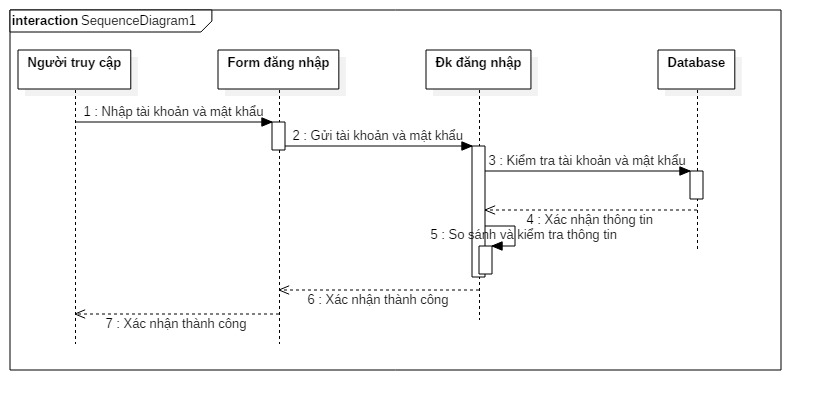 interaction SequenceDiagram1
Người truy cập
Form đăng nhập
Đk đăng nhập
Database
1 : Nhập tài khoản và mật khẩu
2 : Gửi tài khoản và mật khẩu
3 : Kiểm tra tài khoản và mật khẩu
4 : Xác nhận thông tin
5 : So sánh và kiểm tra thông tin
6 : Xác nhận thành công
7 : Xác nhận thành công